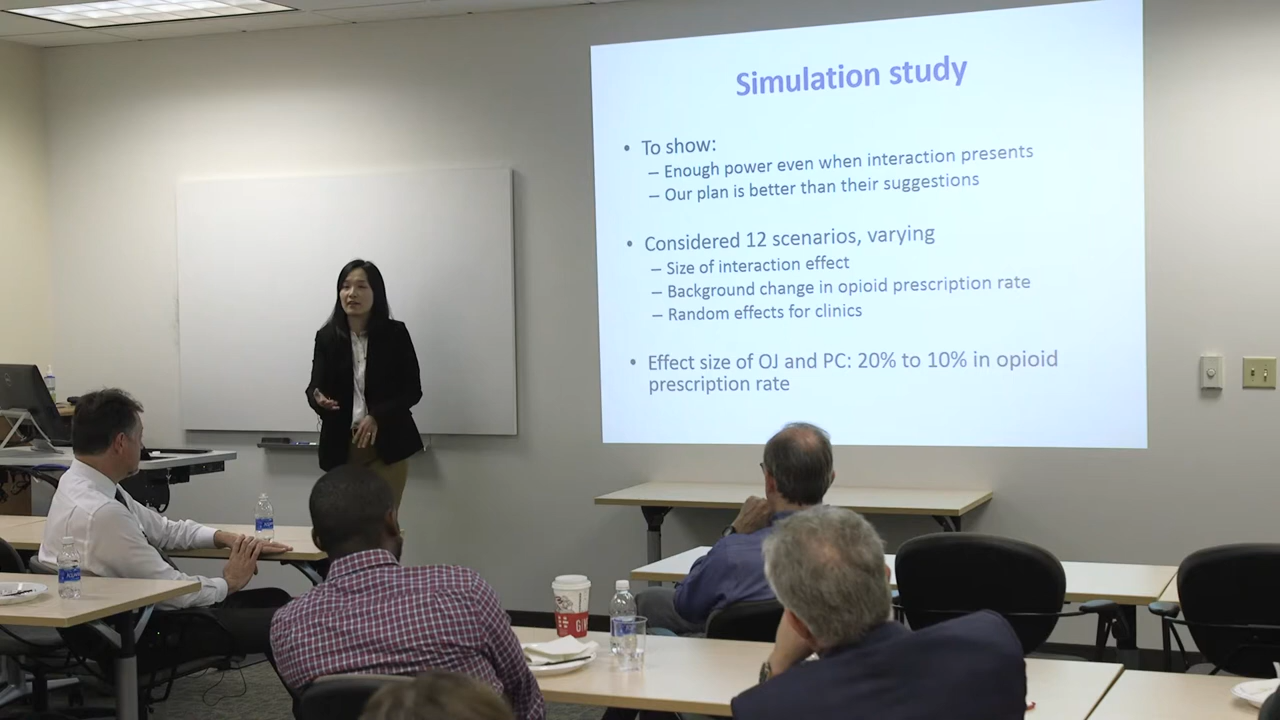 Simulation study
• To show:
– Enough power even when interaction presents
– Our plan is better than their suggestions
• Considered 12 scenarios, varying
– Size of interaction effect
– Background change in opioid prescription rate
– Random effects for clinics
• Effect size of OJ and PC: 20% to 10% in opioid
prescription rate